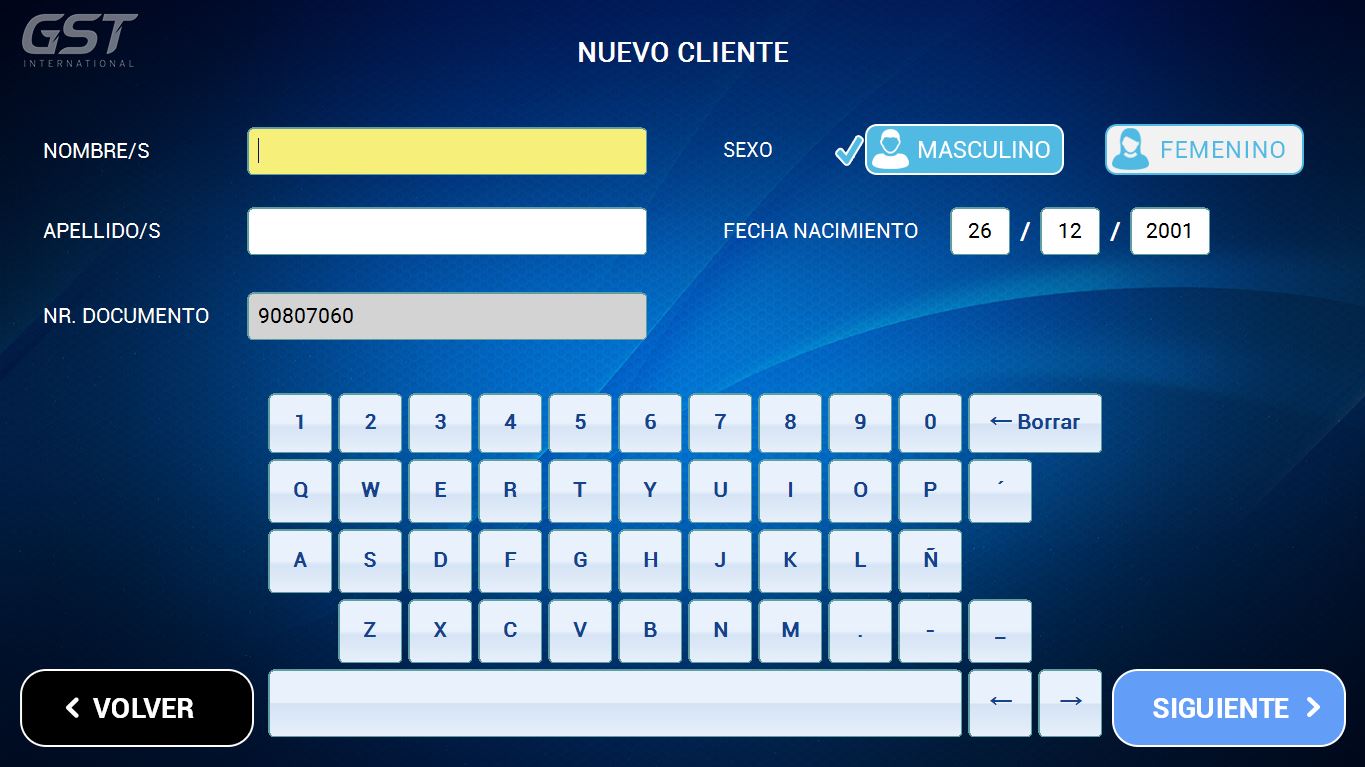 GST
INTERNATIONAL
NUEVO CLIENTE
NOMBRE/S
SEXO MASCULINO FEMENINO
APELLIDO/S
FECHA NACIMIENTO 26 / 12 / 2001
NR. DOCUMENTO 90807060
1 2 3 4 5 6 7 8 9 0 ← Borrar
Q W E R T Y U I O P ´
A S D F G H J K L Ñ
Z X C V B N M . - _
< VOLVER ← → SIGUIENTE >